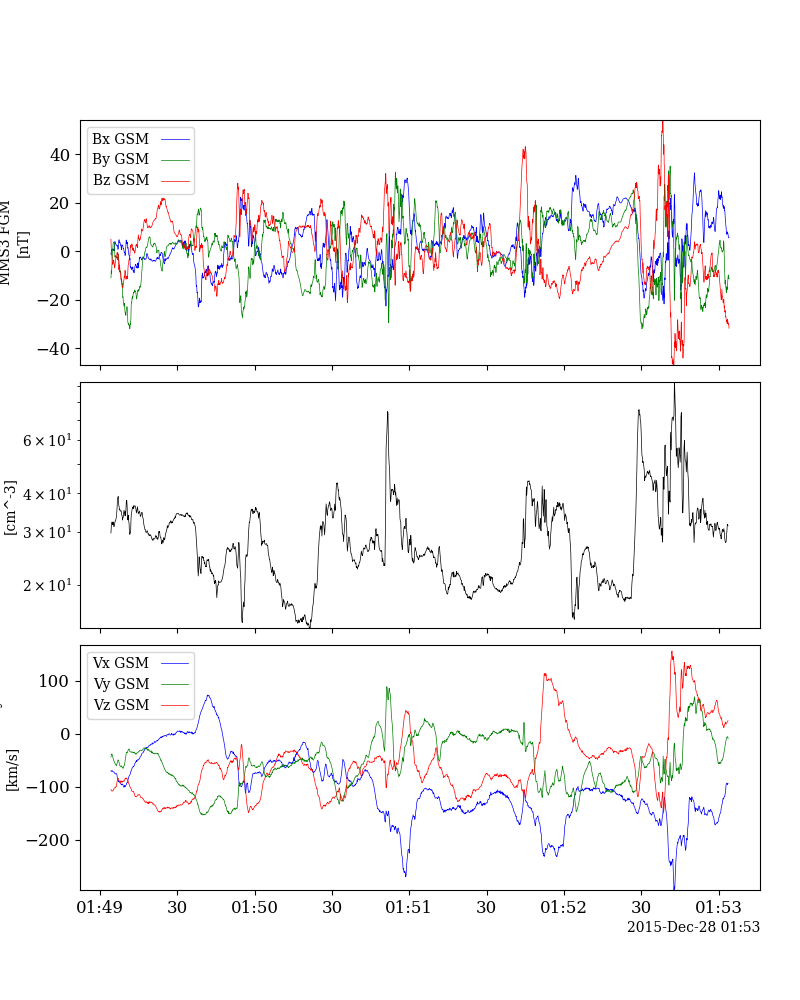 Bx GSM
By GSM
Bz GSM
MMS3 FGM
[nT]
40
20
0
−20
−40
6 × 10¹
4 × 10¹
3 × 10¹
2 × 10¹
[cm^-3]
Vx GSM
Vy GSM
Vz GSM
[km/s]
100
0
−100
−200
01:49
30
01:50
30
01:51
30
01:52
30
01:53
2015-Dec-28 01:53